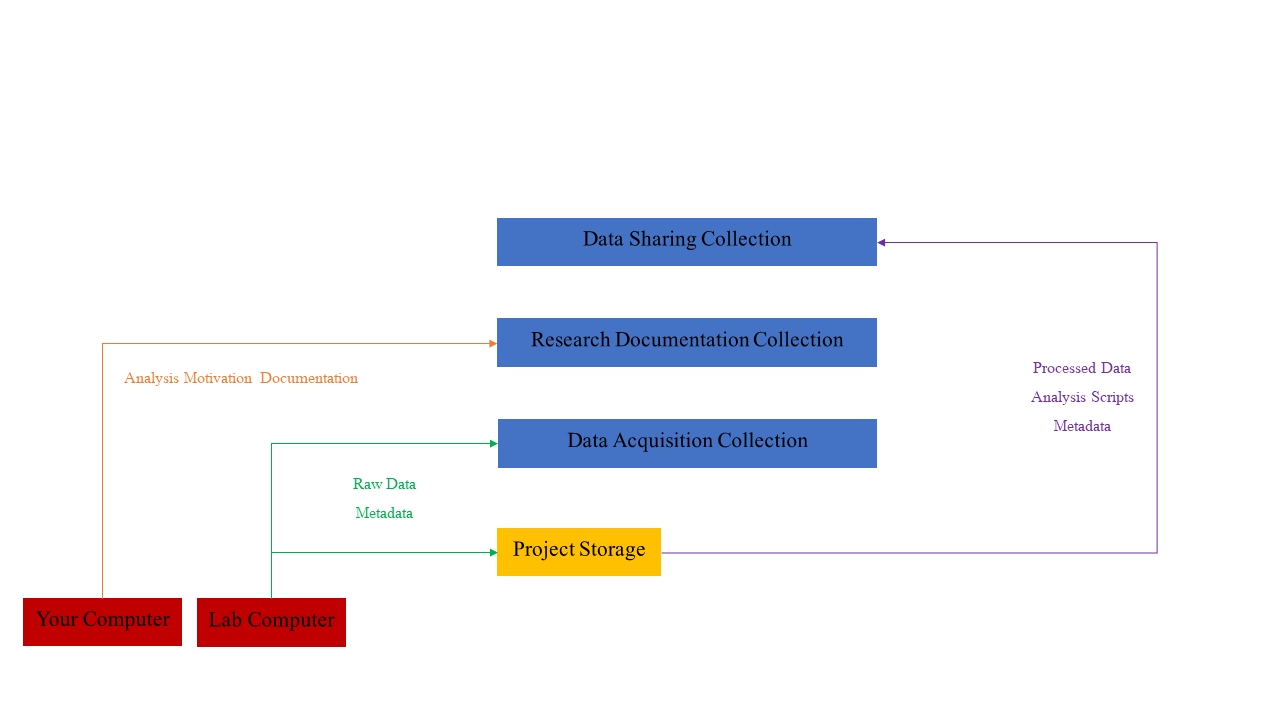 Data Sharing Collection
Research Documentation Collection
Processed Data
Analysis Scripts
Metadata
Analysis Motivation Documentation
Data Acquisition Collection
Raw Data
Metadata
Project Storage
Your Computer
Lab Computer